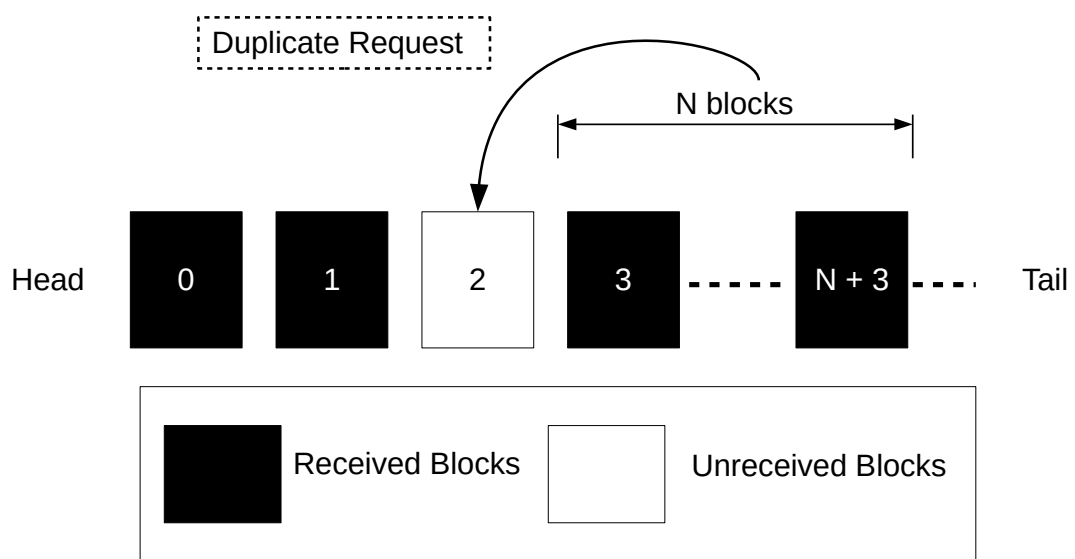 Duplicate Request
N blocks
Head
0
1
2
3
N + 3
Tail
Received Blocks
Unreceived Blocks